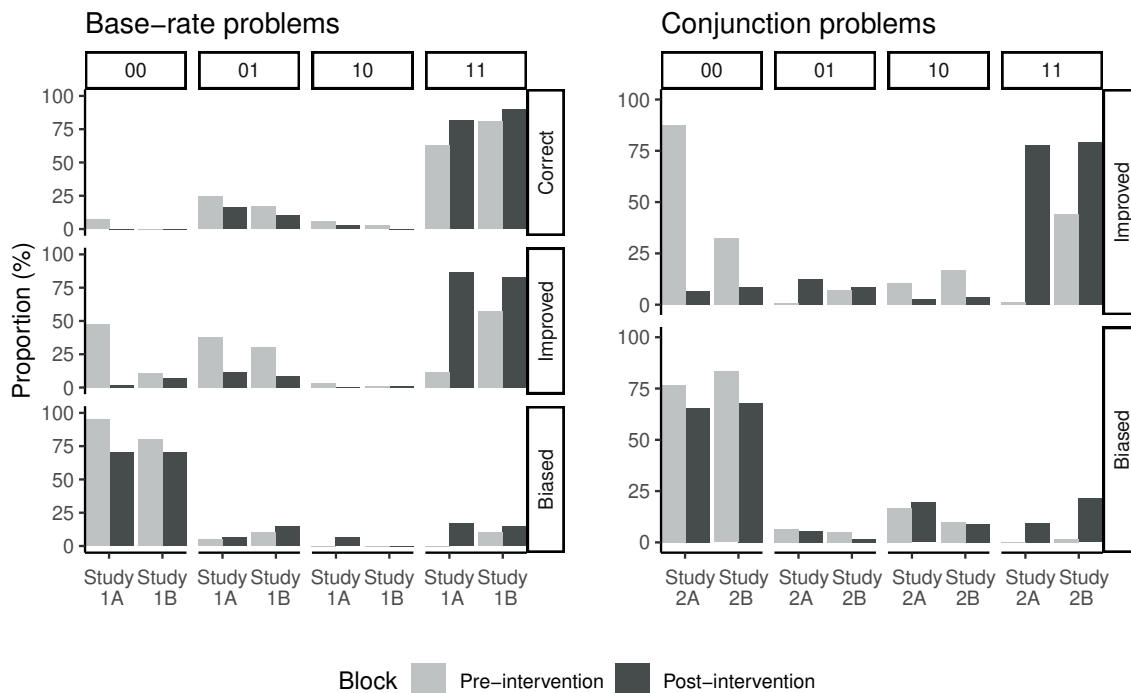 Base−rate problems
Conjunction problems
00 01 10 11
00 01 10 11
Proportion (%)
100
75
50
25
0
Correct
100
75
50
25
0
Improved
100
75
50
25
0
Biased
100
75
50
25
0
Improved
100
75
50
25
0
Biased
Study Study Study Study Study Study Study Study
1A 1B 1A 1B 1A 1B 1A 1B
Study Study Study Study Study Study Study Study
2A 2B 2A 2B 2A 2B 2A 2B
Block Pre−intervention Post−intervention